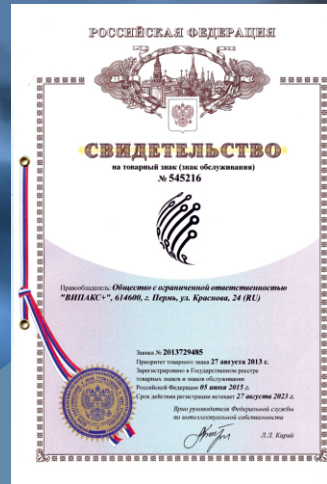 РОССИЙСКАЯ ФЕДЕРАЦИЯ
СВИДЕТЕЛЬСТВО
на товарный знак (знак обслуживания)
№ 545216
Правообладатель: Общество с ограниченной ответственностью
"ВИПАКС+", 614600, г. Пермь, ул. Краснова, 24 (RU)
Заявка № 2013729485
Приоритет товарного знака 27 августа 2013 г.
Зарегистрировано в Государственном реестре
товарных знаков и знаков обслуживания
Российской Федерации 05 июня 2015 г.
Срок действия регистрации истекает 27 августа 2023 г.
Врио руководителя Федеральной службы
по интеллектуальной собственности
Л.Л. Кирий